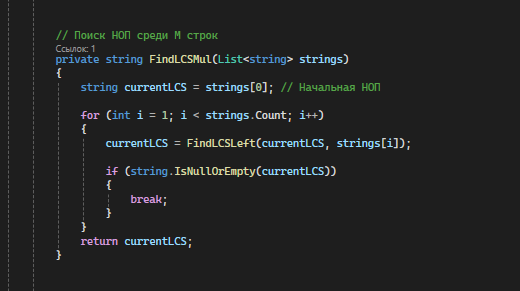 // Поиск НОП среди M строк
Ссылок: 1
private string FindLCSMul(List<string> strings)
{
string currentLCS = strings[0]; // Начальная НОП
for (int i = 1; i < strings.Count; i++)
{
currentLCS = FindLCSLeft(currentLCS, strings[i]);
if (string.IsNullOrEmpty(currentLCS))
{
break;
}
}
return currentLCS;
}